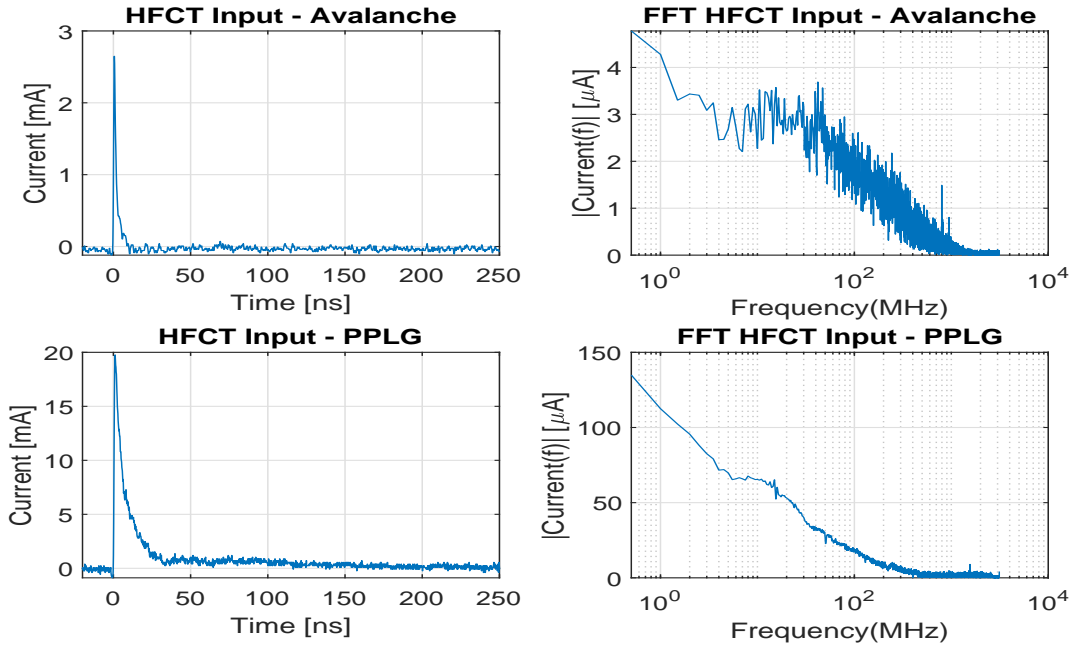 HFCT Input - Avalanche
3
2
1
0
Current [mA]
0 50 100 150 200 250
Time [ns]
FFT HFCT Input - Avalanche
4
3
2
1
0
|Current(f)| [μA]
10^0 10^2 10^4
Frequency(MHz)
HFCT Input - PPLG
20
15
10
5
0
Current [mA]
0 50 100 150 200 250
Time [ns]
FFT HFCT Input - PPLG
150
100
50
0
|Current(f)| [μA]
10^0 10^2 10^4
Frequency(MHz)